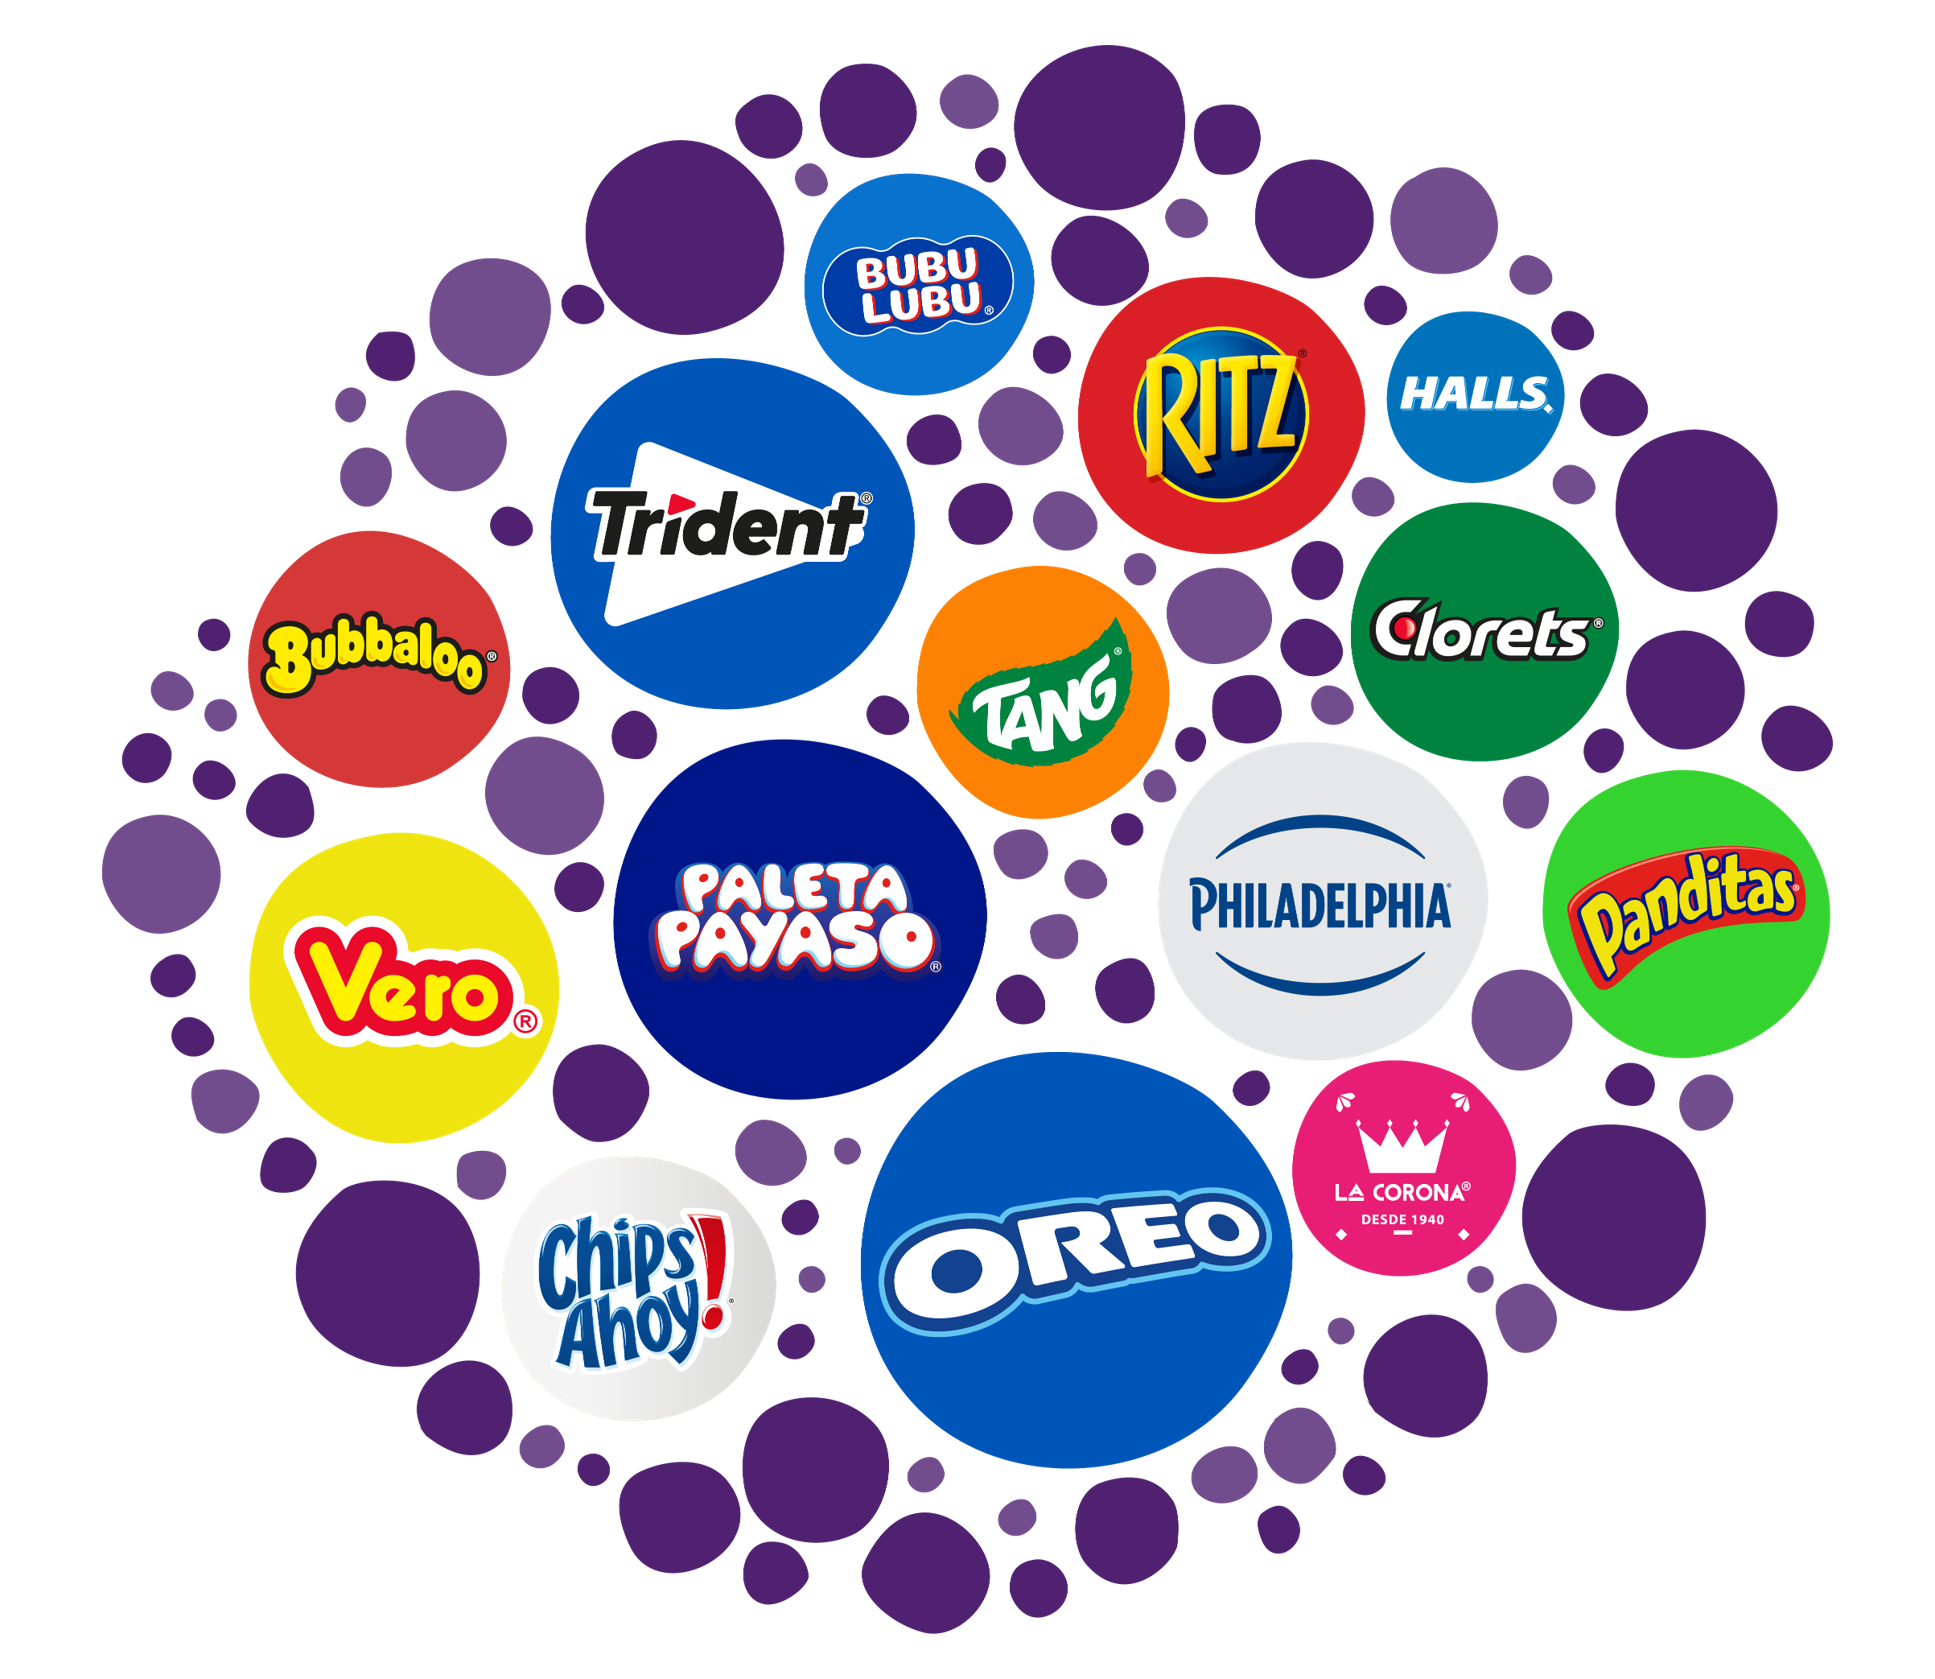 BUBU
LUBU®
RITZ®
HALLS
Trident®
Bubbaloo®
Clorets®
TANG®
PALETA
PAYASO®
PHILADELPHIA®
Panditas®
Vero®
Chips
Ahoy!®
OREO
LA CORONA®
DESDE 1940